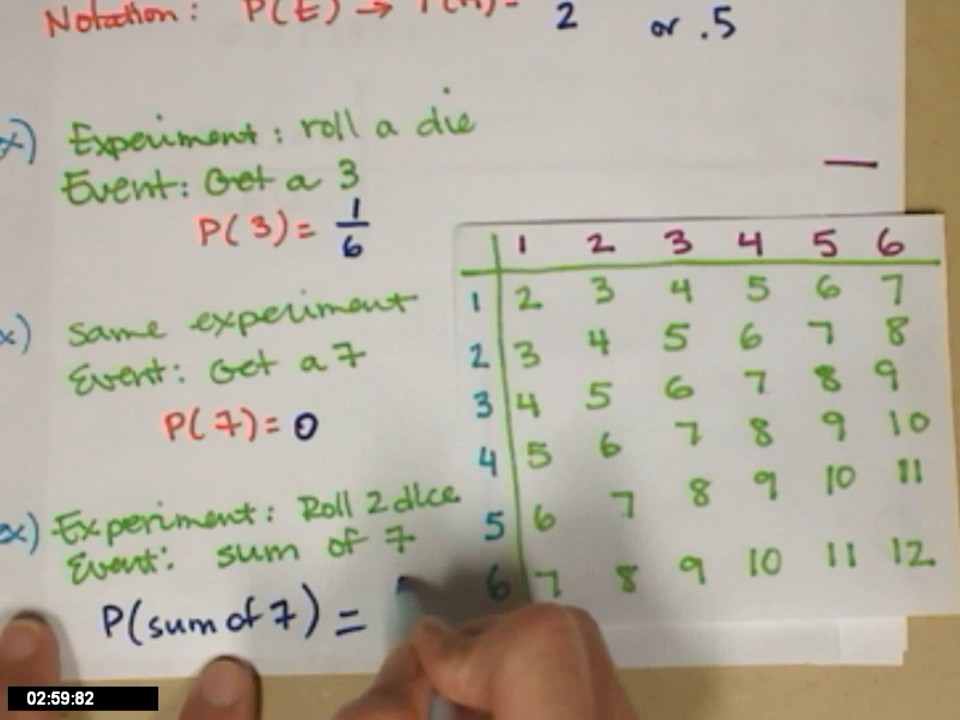 Notation: P(E) → P(H) =
2 or .5
x) Experiment: roll a die
Event: Get a 3
P(3) = 1/6
x) same experiment
Event: Get a 7
P(7) = 0
x) Experiment: Roll 2 dice
Event: sum of 7
P(sum of 7) =
1 2 3 4 5 6
1 2 3 4 5 6 7
2 3 4 5 6 7 8
3 4 5 6 7 8 9
4 5 6 7 8 9 10
5 6 7 8 9 10 11
6 7 8 9 10 11 12
02:59:82